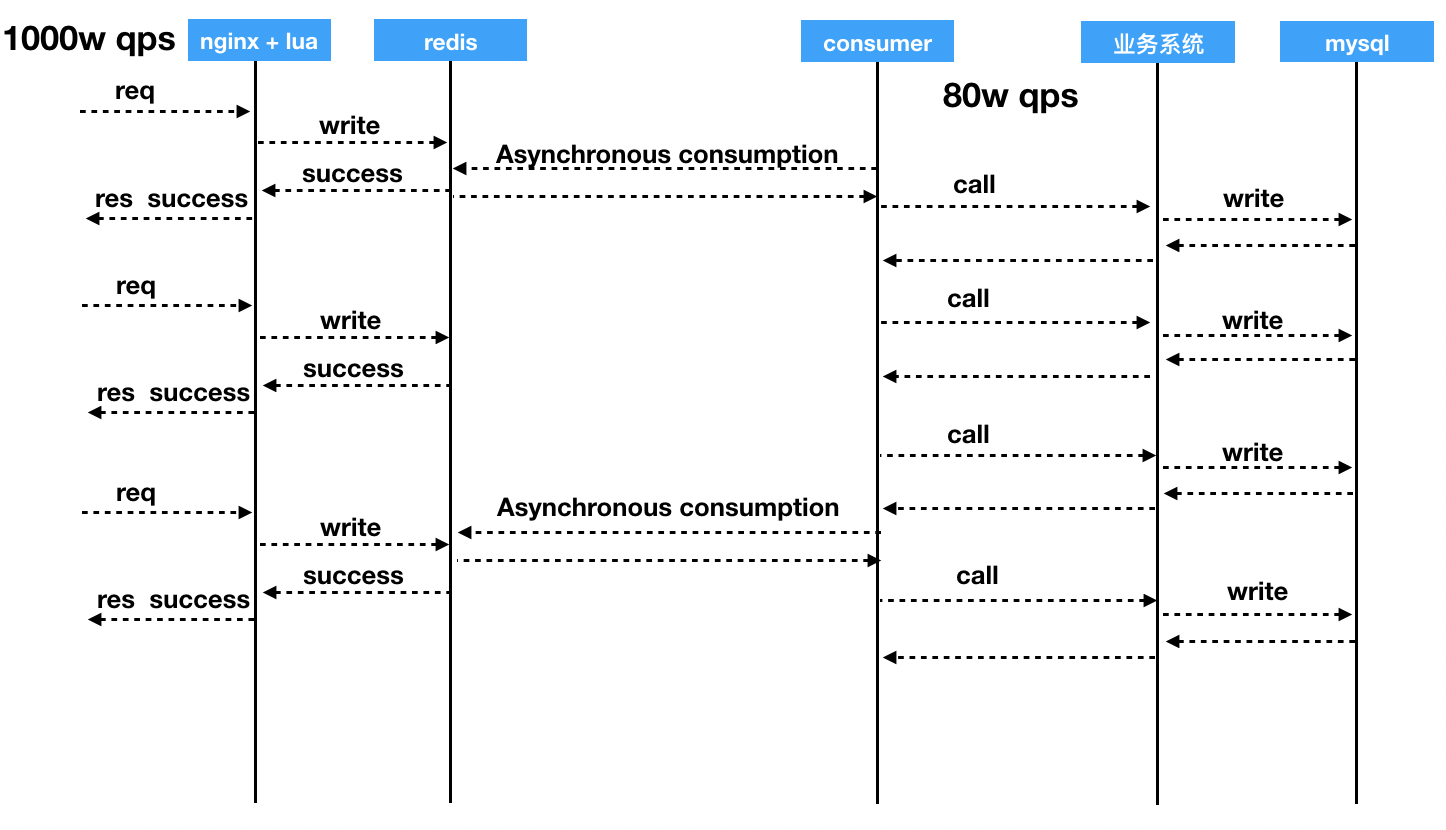 1000w qps
nginx + lua
redis
consumer
业务系统
mysql
req
80w qps
write
Asynchronous consumption
success
call
res success
write
req
call
write
write
success
res success
call
write
req
Asynchronous consumption
write
success
call
write
res success